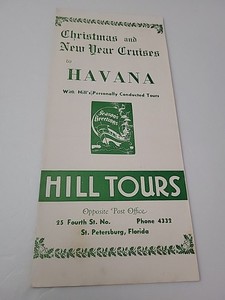 Christmas and
New Year Cruises
to
HAVANA
With Hill's Personally Conducted Tours
Season's
Greetings
HILL TOURS
Opposite Post Office
25 Fourth St. No. Phone 4332
St. Petersburg, Florida